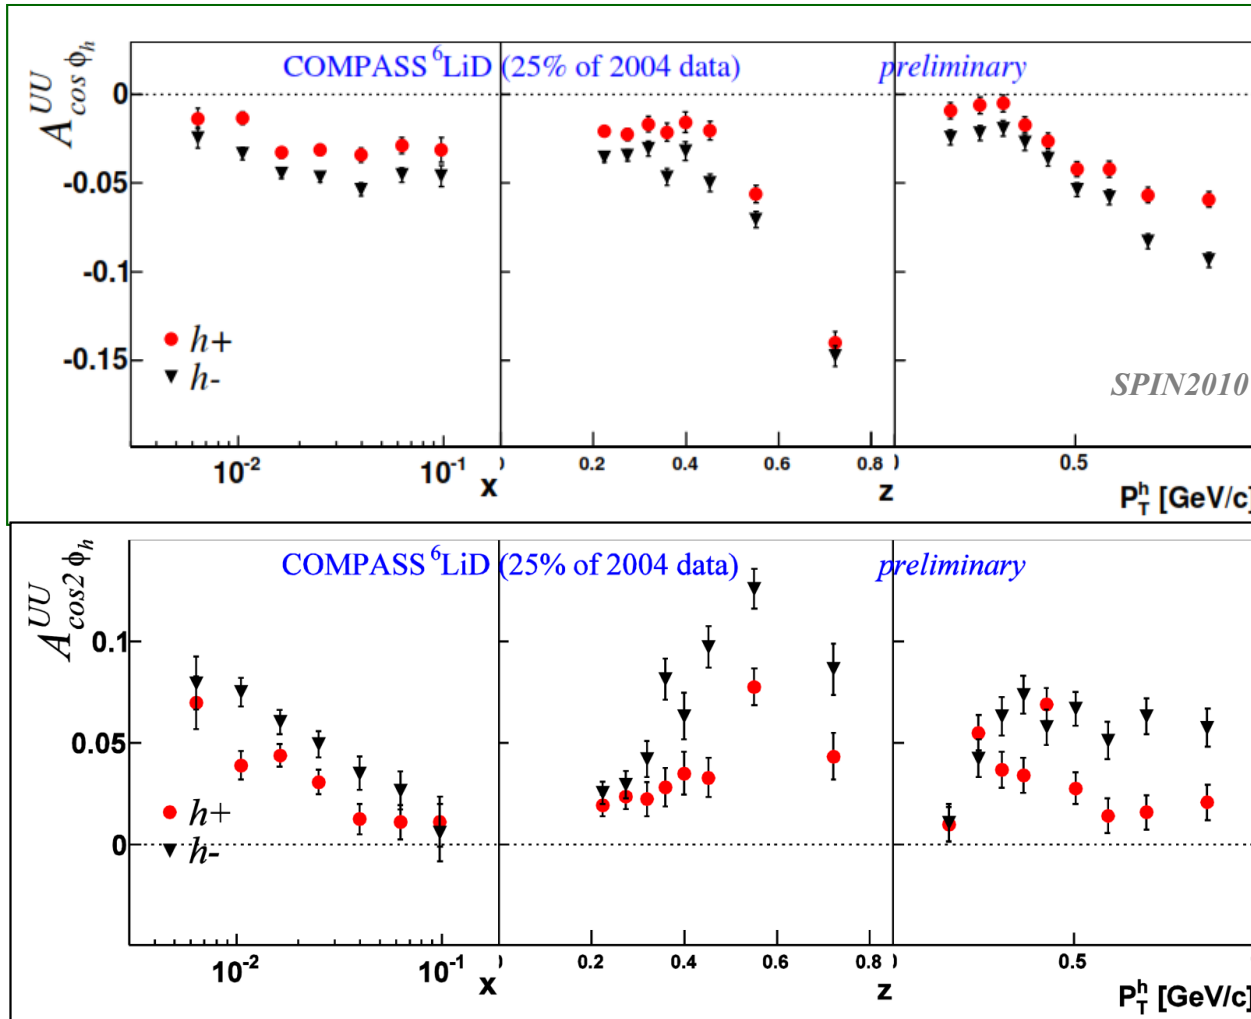 COMPASS ⁶LiD (25% of 2004 data) preliminary
A^{UU}_{cos ϕ_h}
0
-0.05
-0.1
-0.15
h+
h-
SPIN2010
10⁻² 10⁻¹ 0.2 0.4 0.6 0.8 0.5
x z P_T^h [GeV/c]
COMPASS ⁶LiD (25% of 2004 data) preliminary
A^{UU}_{cos2 ϕ_h}
0.1
0.05
0
h+
h-
10⁻² 10⁻¹ 0.2 0.4 0.6 0.8 0.5
x z P_T^h [GeV/c]